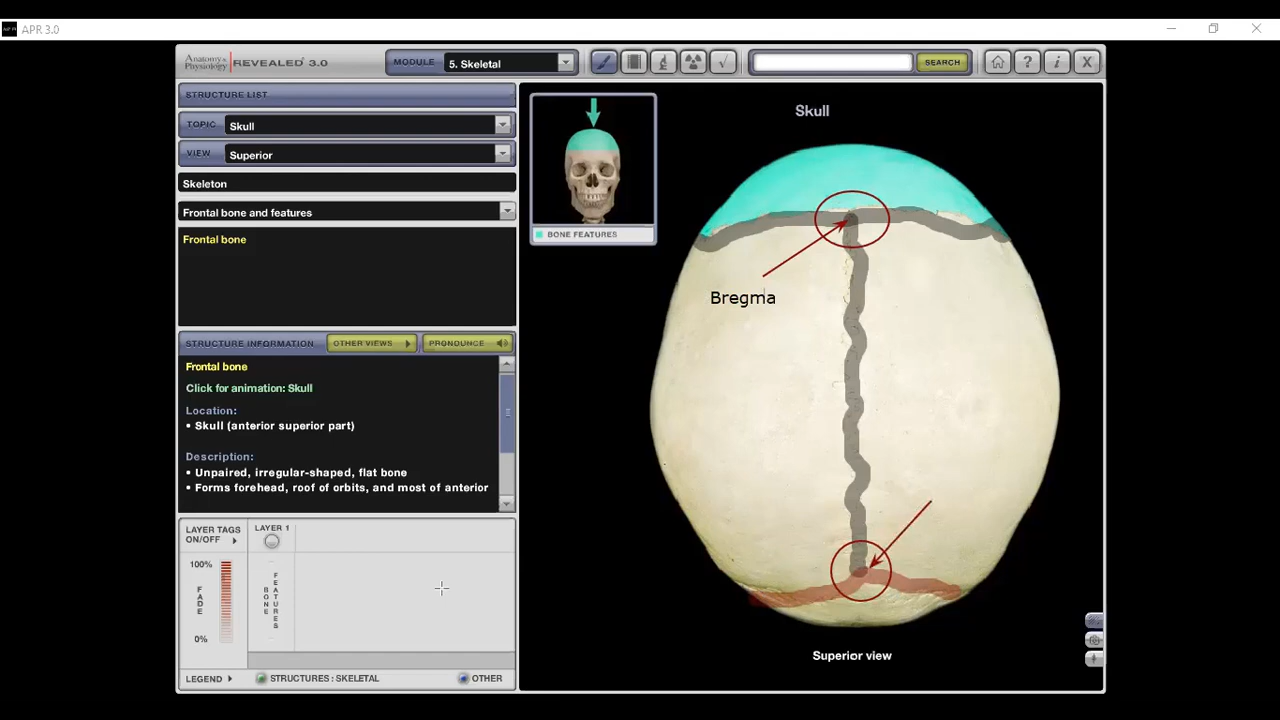 APR 3.0
Anatomy & Physiology REVEALED 3.0
MODULE 5. Skeletal
SEARCH
? i X
STRUCTURE LIST
TOPIC Skull
VIEW Superior
Skeleton
Frontal bone and features
Frontal bone
STRUCTURE INFORMATION OTHER VIEWS PRONOUNCE
Frontal bone
Click for animation: Skull
Location:
• Skull (anterior superior part)
Description:
• Unpaired, irregular-shaped, flat bone
• Forms forehead, roof of orbits, and most of anterior
LAYER TAGS
ON/OFF
LAYER 1
100%
FADE
0%
BONE
FEATURES
LEGEND STRUCTURES : SKELETAL OTHER
BONE FEATURES
Skull
Bregma
Superior view